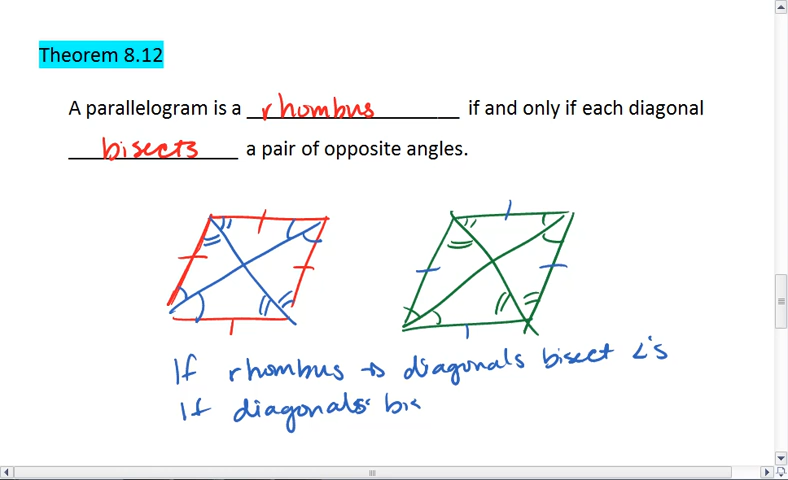 Theorem 8.12
A parallelogram is a rhombus if and only if each diagonal
bisects a pair of opposite angles.
If rhombus → diagonals bisect ∠'s
If diagonals bis